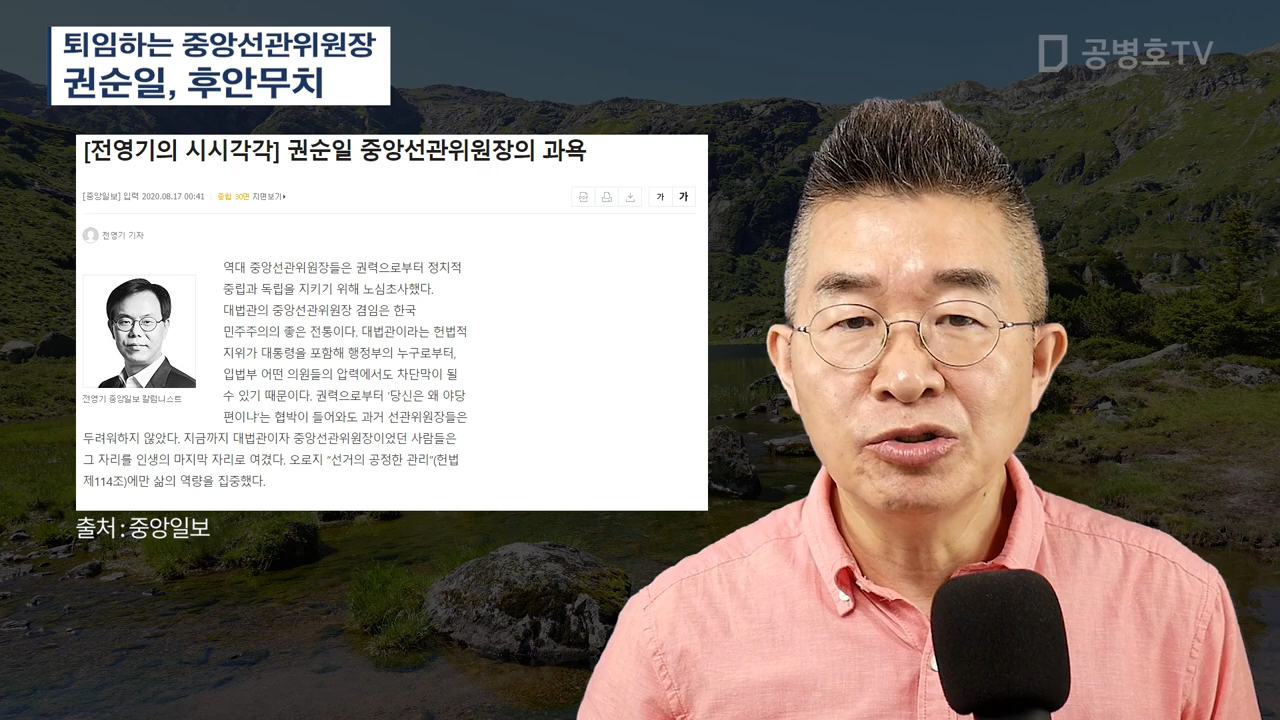 퇴임하는 중앙선관위원장
권순일, 후안무치
공병호TV
[전영기의 시시각각] 권순일 중앙선관위원장의 과욕
[중앙일보] 입력 2020.08.17 00:41 | 종합 30면 지면보기
가 가
전영기 기자
역대 중앙선관위원장들은 권력으로부터 정치적
중립과 독립을 지키기 위해 노심초사했다.
대법관의 중앙선관위원장 겸임은 한국
민주주의의 좋은 전통이다. 대법관이라는 헌법적
지위가 대통령을 포함해 행정부의 누구로부터,
입법부 어떤 의원들의 압력에서도 차단막이 될
수 있기 때문이다. 권력으로부터 '당신은 왜 야당
편이냐'는 협박이 들어와도 과거 선관위원장들은
전영기 중앙일보 칼럼니스트
두려워하지 않았다. 지금까지 대법관이자 중앙선관위원장이었던 사람들은
그 자리를 인생의 마지막 자리로 여겼다. 오로지 "선거의 공정한 관리"(헌법
제114조)에만 삶의 역량을 집중했다.
출처 : 중앙일보